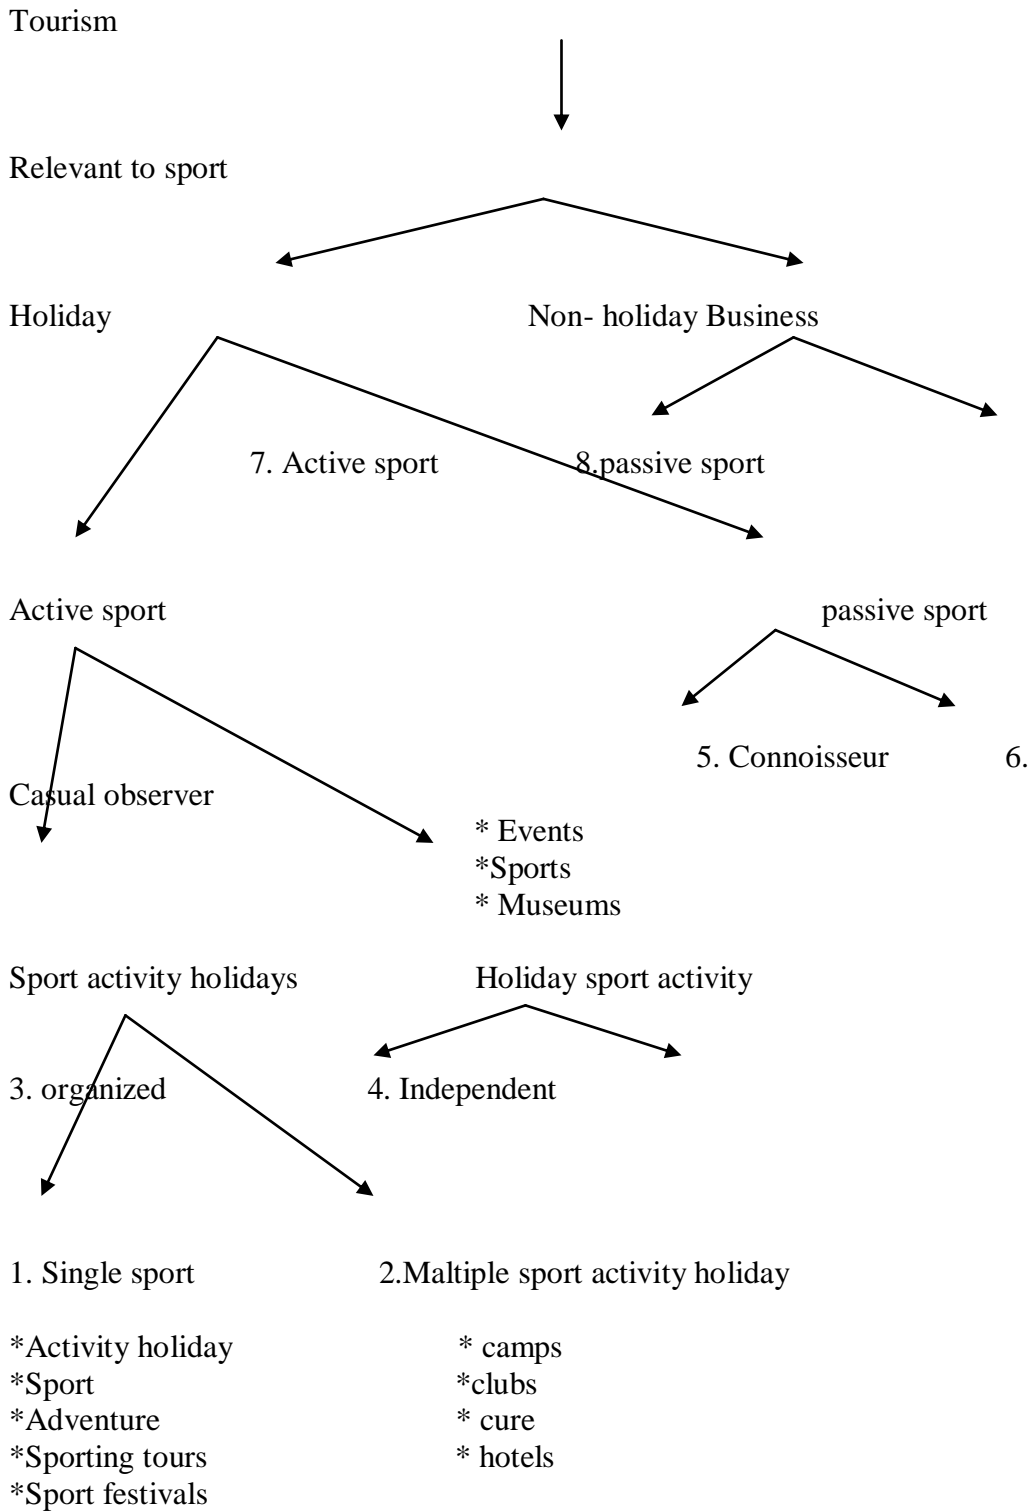 Tourism
Relevant to sport
Holiday Non- holiday Business
7. Active sport 8.passive sport
Active sport passive sport
5. Connoisseur 6.
Casual observer
* Events
*Sports
* Museums
Sport activity holidays Holiday sport activity
3. organized 4. Independent
1. Single sport 2.Maltiple sport activity holiday
*Activity holiday * camps
*Sport *clubs
*Adventure * cure
*Sporting tours * hotels
*Sport festivals